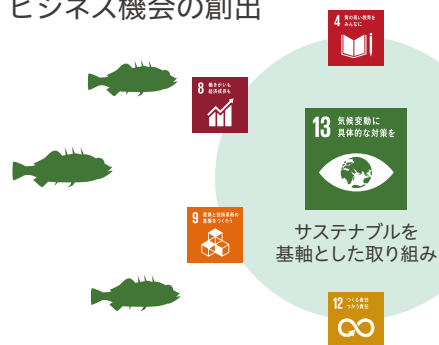 ビジネス機会の創出
4 質の高い教育を
みんなに
8 働きがいも
経済成長も
13 気候変動に
具体的な対策を
9 産業と技術革新の
基盤をつくろう
サステナブルを
基軸とした取り組み
12 つくる責任
つかう責任